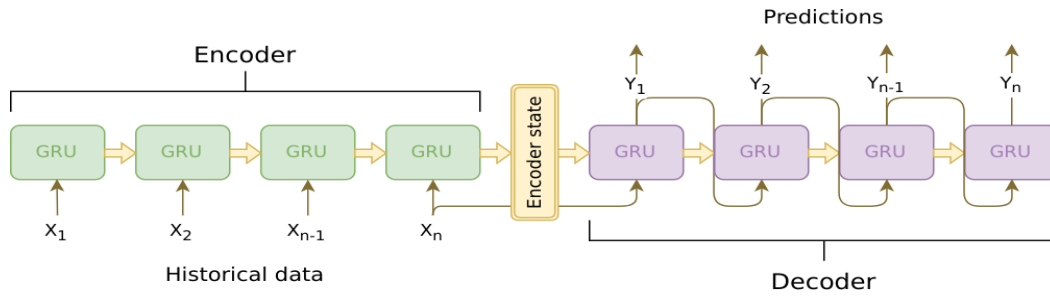 Predictions
Encoder
Y1 Y2 Yn-1 Yn
GRU GRU GRU GRU Encoder state GRU GRU GRU GRU
X1 X2 Xn-1 Xn
Historical data
Decoder